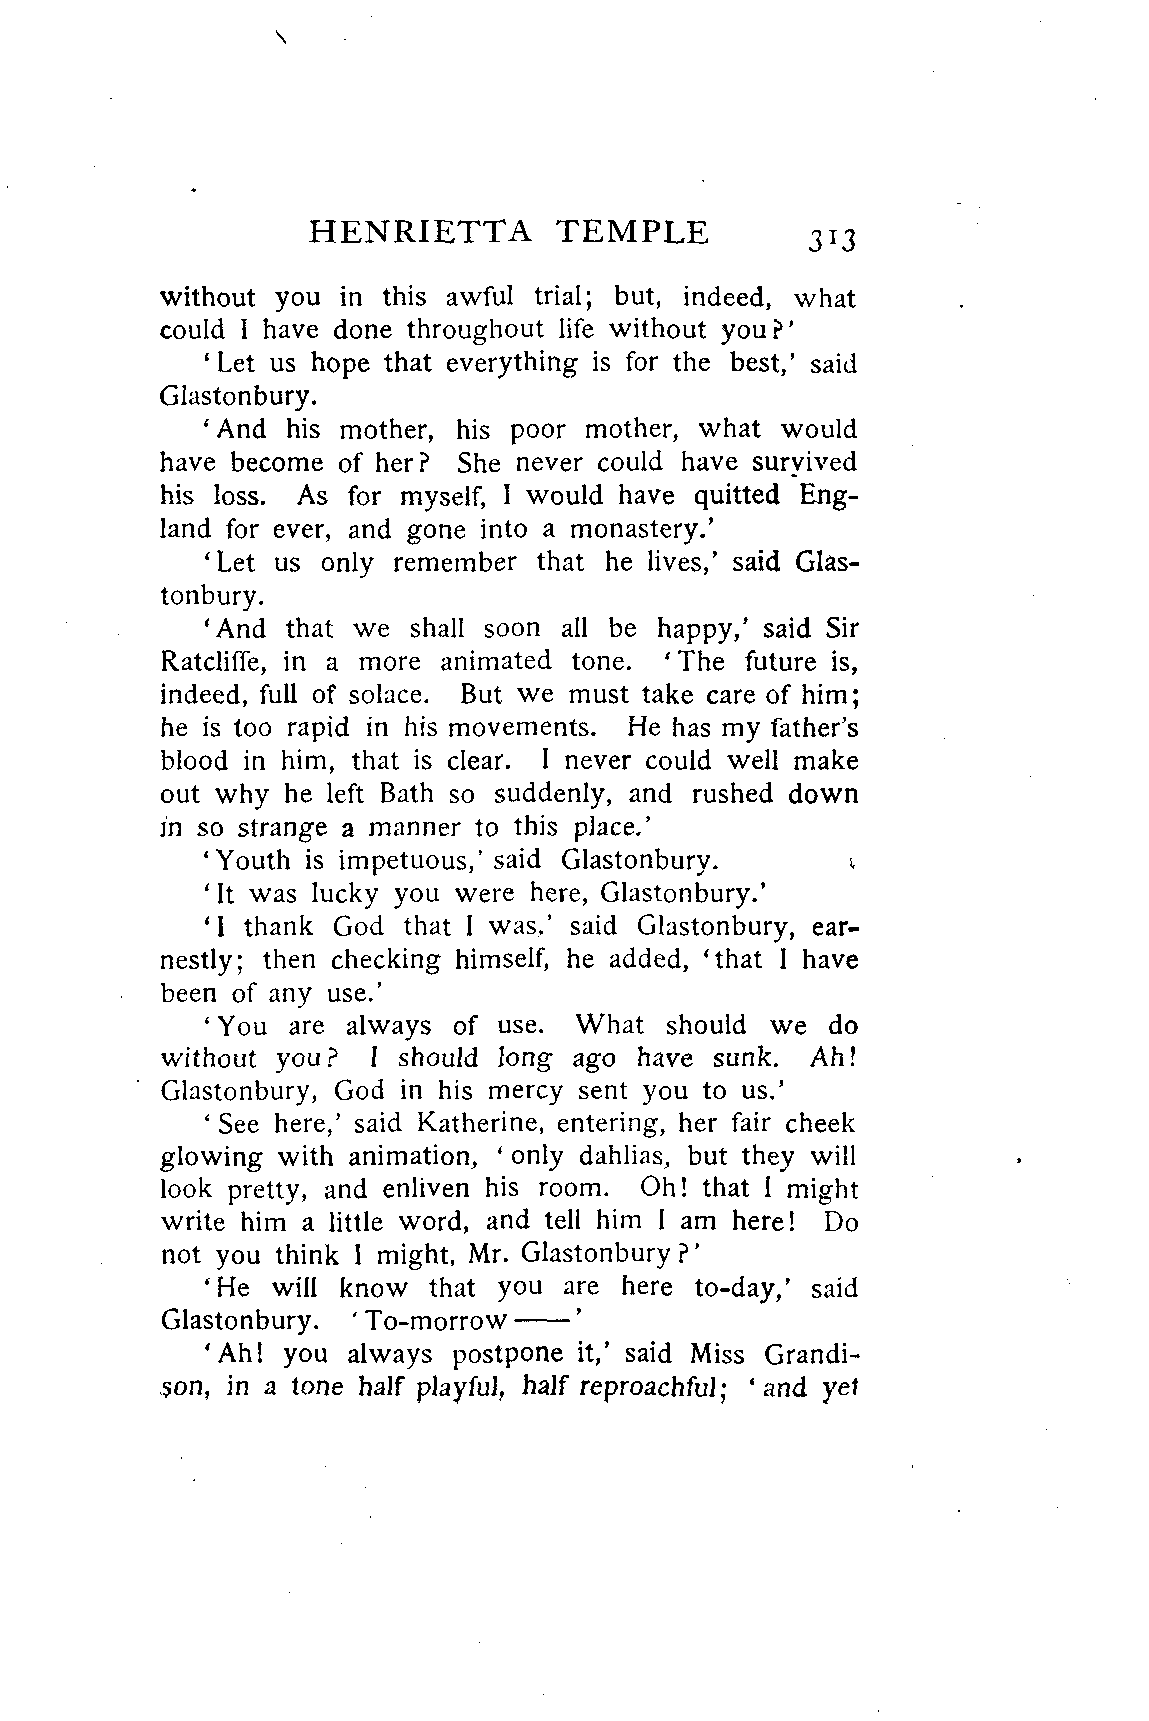 HENRIETTA TEMPLE 313
without you in this awful trial; but, indeed, what
could I have done throughout life without you?'
'Let us hope that everything is for the best,' said
Glastonbury.
'And his mother, his poor mother, what would
have become of her? She never could have survived
his loss. As for myself, I would have quitted Eng-
land for ever, and gone into a monastery.'
'Let us only remember that he lives,' said Glas-
tonbury.
'And that we shall soon all be happy,' said Sir
Ratcliffe, in a more animated tone. 'The future is,
indeed, full of solace. But we must take care of him;
he is too rapid in his movements. He has my father's
blood in him, that is clear. I never could well make
out why he left Bath so suddenly, and rushed down
in so strange a manner to this place.'
'Youth is impetuous,' said Glastonbury.
'It was lucky you were here, Glastonbury.'
'I thank God that I was,' said Glastonbury, ear-
nestly; then checking himself, he added, 'that I have
been of any use.'
'You are always of use. What should we do
without you? I should long ago have sunk. Ah!
Glastonbury, God in his mercy sent you to us.'
'See here,' said Katherine, entering, her fair cheek
glowing with animation, 'only dahlias, but they will
look pretty, and enliven his room. Oh! that I might
write him a little word, and tell him I am here! Do
not you think I might, Mr. Glastonbury?'
'He will know that you are here to-day,' said
Glastonbury. 'To-morrow——'
'Ah! you always postpone it,' said Miss Grandi-
son, in a tone half playful, half reproachful; 'and yet